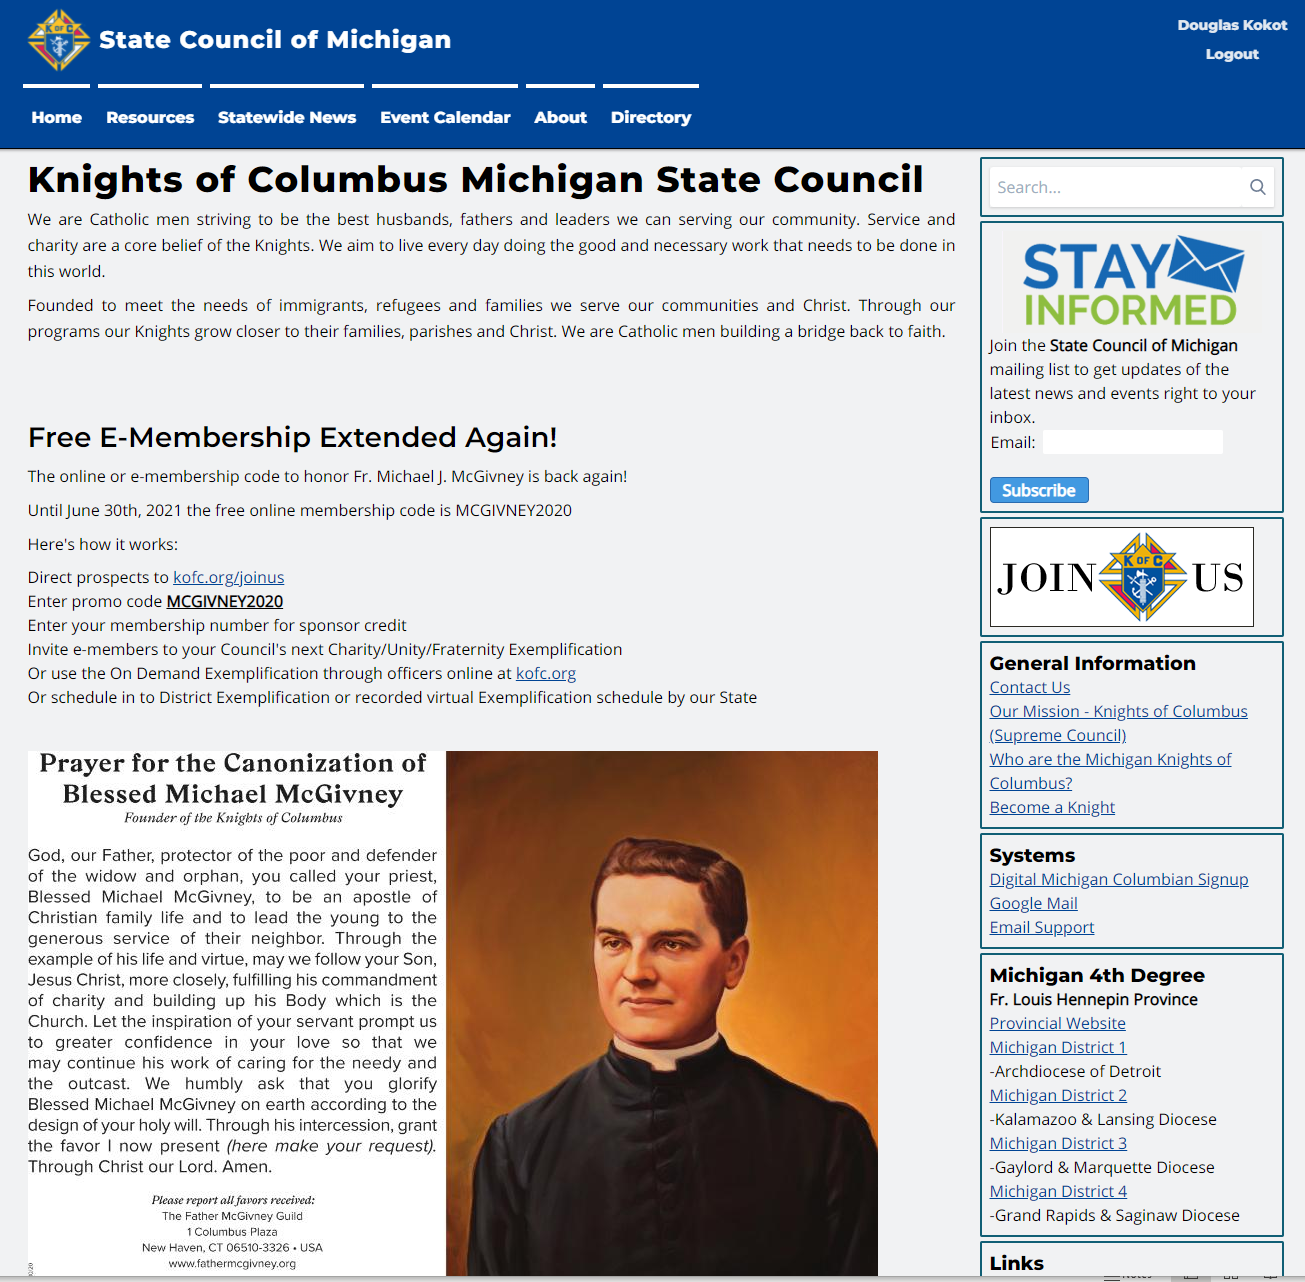 K OF C
State Council of Michigan
Douglas Kokot
Logout
Home Resources Statewide News Event Calendar About Directory
Knights of Columbus Michigan State Council
We are Catholic men striving to be the best husbands, fathers and leaders we can serving our community. Service and
charity are a core belief of the Knights. We aim to live every day doing the good and necessary work that needs to be done in
this world.
Founded to meet the needs of immigrants, refugees and families we serve our communities and Christ. Through our
programs our Knights grow closer to their families, parishes and Christ. We are Catholic men building a bridge back to faith.
Free E-Membership Extended Again!
The online or e-membership code to honor Fr. Michael J. McGivney is back again!
Until June 30th, 2021 the free online membership code is MCGIVNEY2020
Here's how it works:
Direct prospects to kofc.org/joinus
Enter promo code MCGIVNEY2020
Enter your membership number for sponsor credit
Invite e-members to your Council's next Charity/Unity/Fraternity Exemplification
Or use the On Demand Exemplification through officers online at kofc.org
Or schedule in to District Exemplification or recorded virtual Exemplification schedule by our State
Prayer for the Canonization of
Blessed Michael McGivney
Founder of the Knights of Columbus
God, our Father, protector of the poor and defender
of the widow and orphan, you called your priest,
Blessed Michael McGivney, to be an apostle of
Christian family life and to lead the young to the
generous service of their neighbor. Through the
example of his life and virtue, may we follow your Son,
Jesus Christ, more closely, fulfilling his commandment
of charity and building up his Body which is the
Church. Let the inspiration of your servant prompt us
to greater confidence in your love so that we
may continue his work of caring for the needy and
the outcast. We humbly ask that you glorify
Blessed Michael McGivney on earth according to the
design of your holy will. Through his intercession, grant
the favor I now present (here make your request).
Through Christ our Lord. Amen.
Please report all favors received:
The Father McGivney Guild
1 Columbus Plaza
New Haven, CT 06510-3326 • USA
www.fathermcgivney.org
Search...
STAY
INFORMED
Join the State Council of Michigan
mailing list to get updates of the
latest news and events right to your
inbox.
Email:
Subscribe
JOIN K OF C US
General Information
Contact Us
Our Mission - Knights of Columbus
(Supreme Council)
Who are the Michigan Knights of
Columbus?
Become a Knight
Systems
Digital Michigan Columbian Signup
Google Mail
Email Support
Michigan 4th Degree
Fr. Louis Hennepin Province
Provincial Website
Michigan District 1
-Archdiocese of Detroit
Michigan District 2
-Kalamazoo & Lansing Diocese
Michigan District 3
-Gaylord & Marquette Diocese
Michigan District 4
-Grand Rapids & Saginaw Diocese
Links